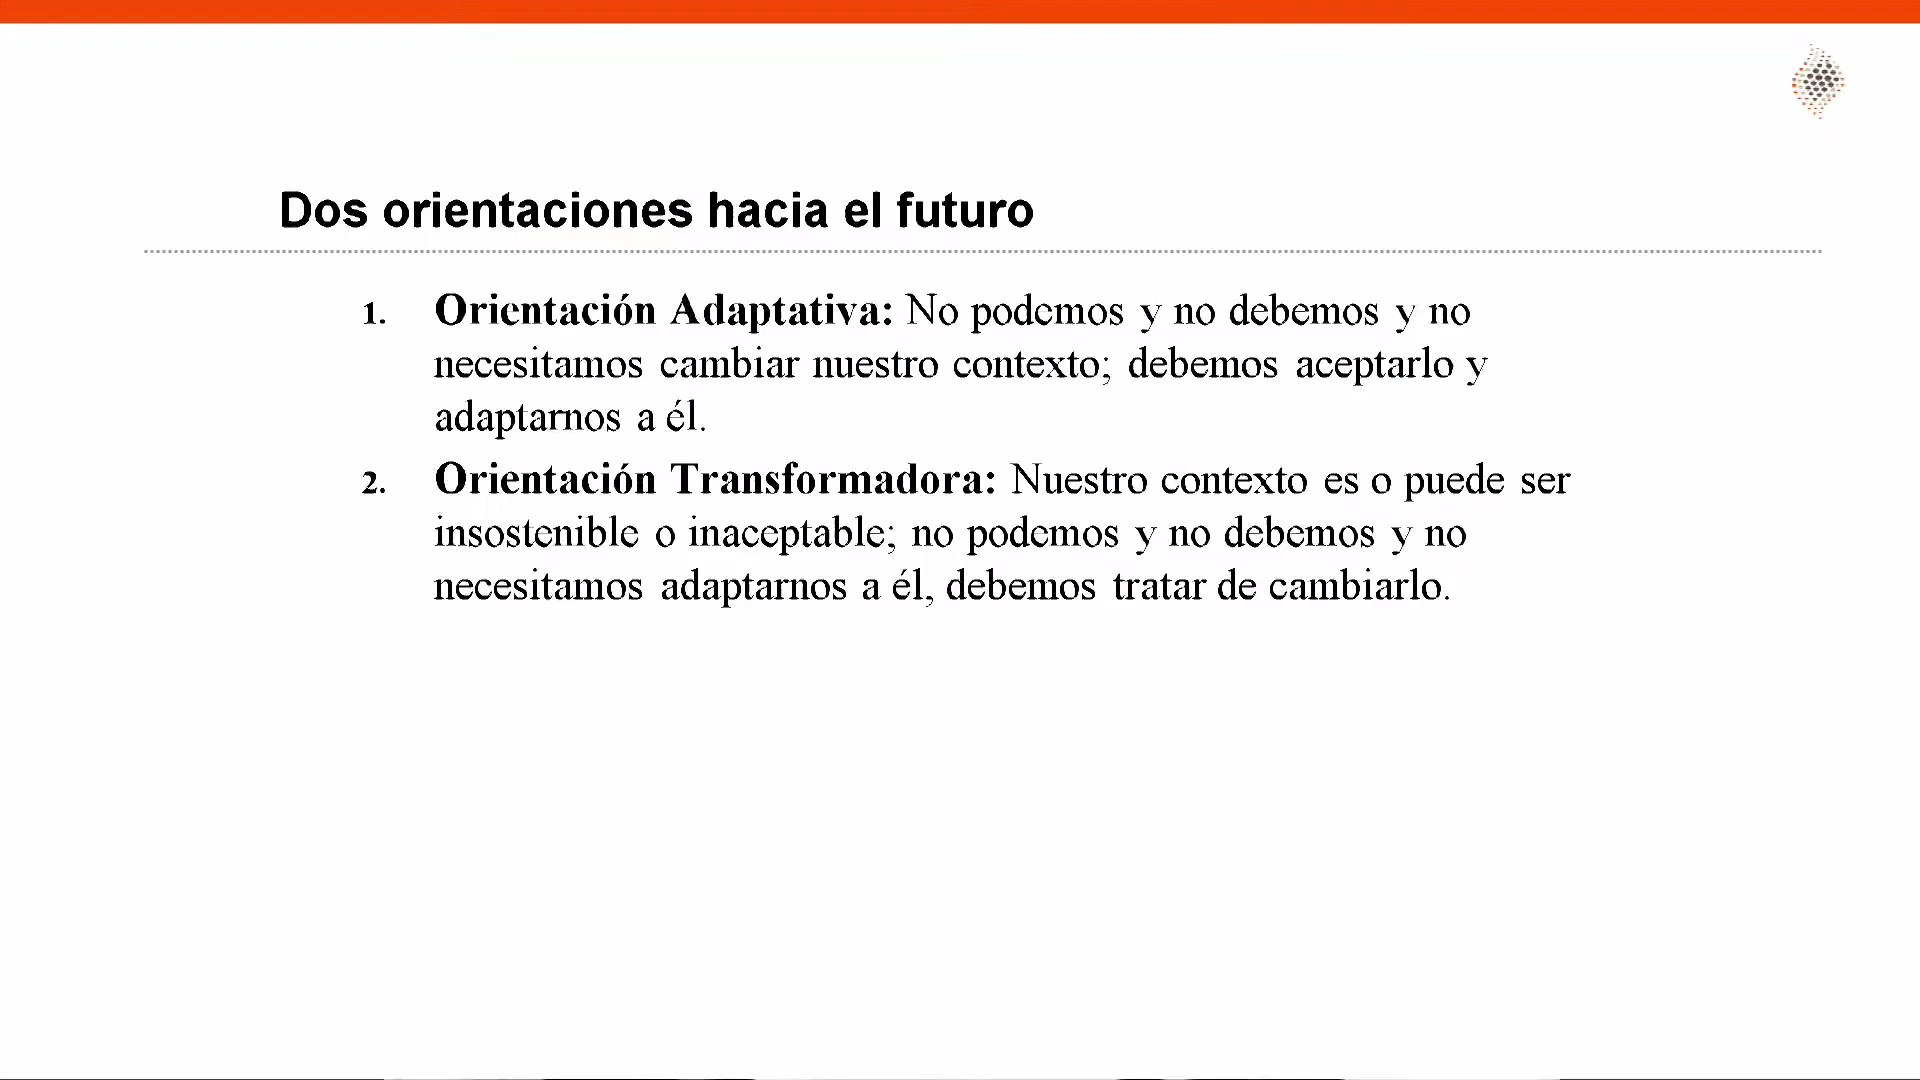 Dos orientaciones hacia el futuro
1. Orientación Adaptativa: No podemos y no debemos y no
necesitamos cambiar nuestro contexto; debemos aceptarlo y
adaptarnos a él.
2. Orientación Transformadora: Nuestro contexto es o puede ser
insostenible o inaceptable; no podemos y no debemos y no
necesitamos adaptarnos a él, debemos tratar de cambiarlo.